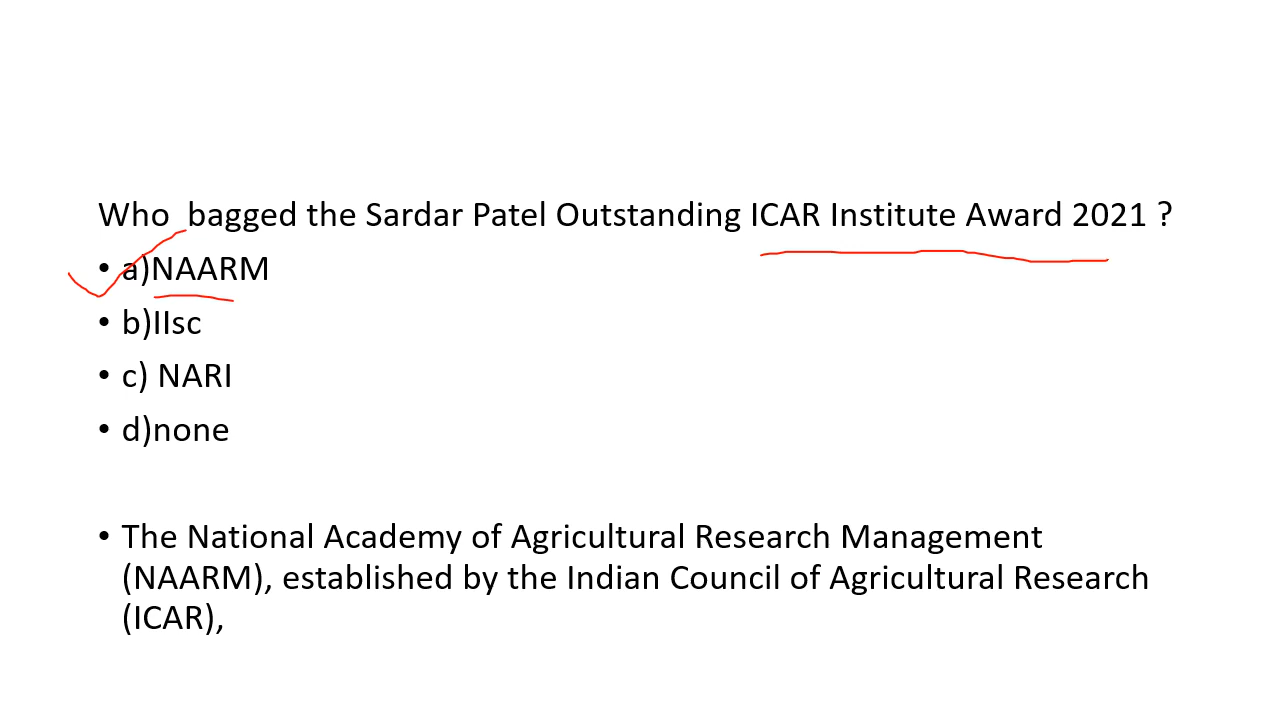 Who  bagged the Sardar Patel Outstanding ICAR Institute Award 2021 ?
• a)NAARM
• b)IIsc
• c) NARI
• d)none
• The National Academy of Agricultural Research Management
(NAARM), established by the Indian Council of Agricultural Research
(ICAR),